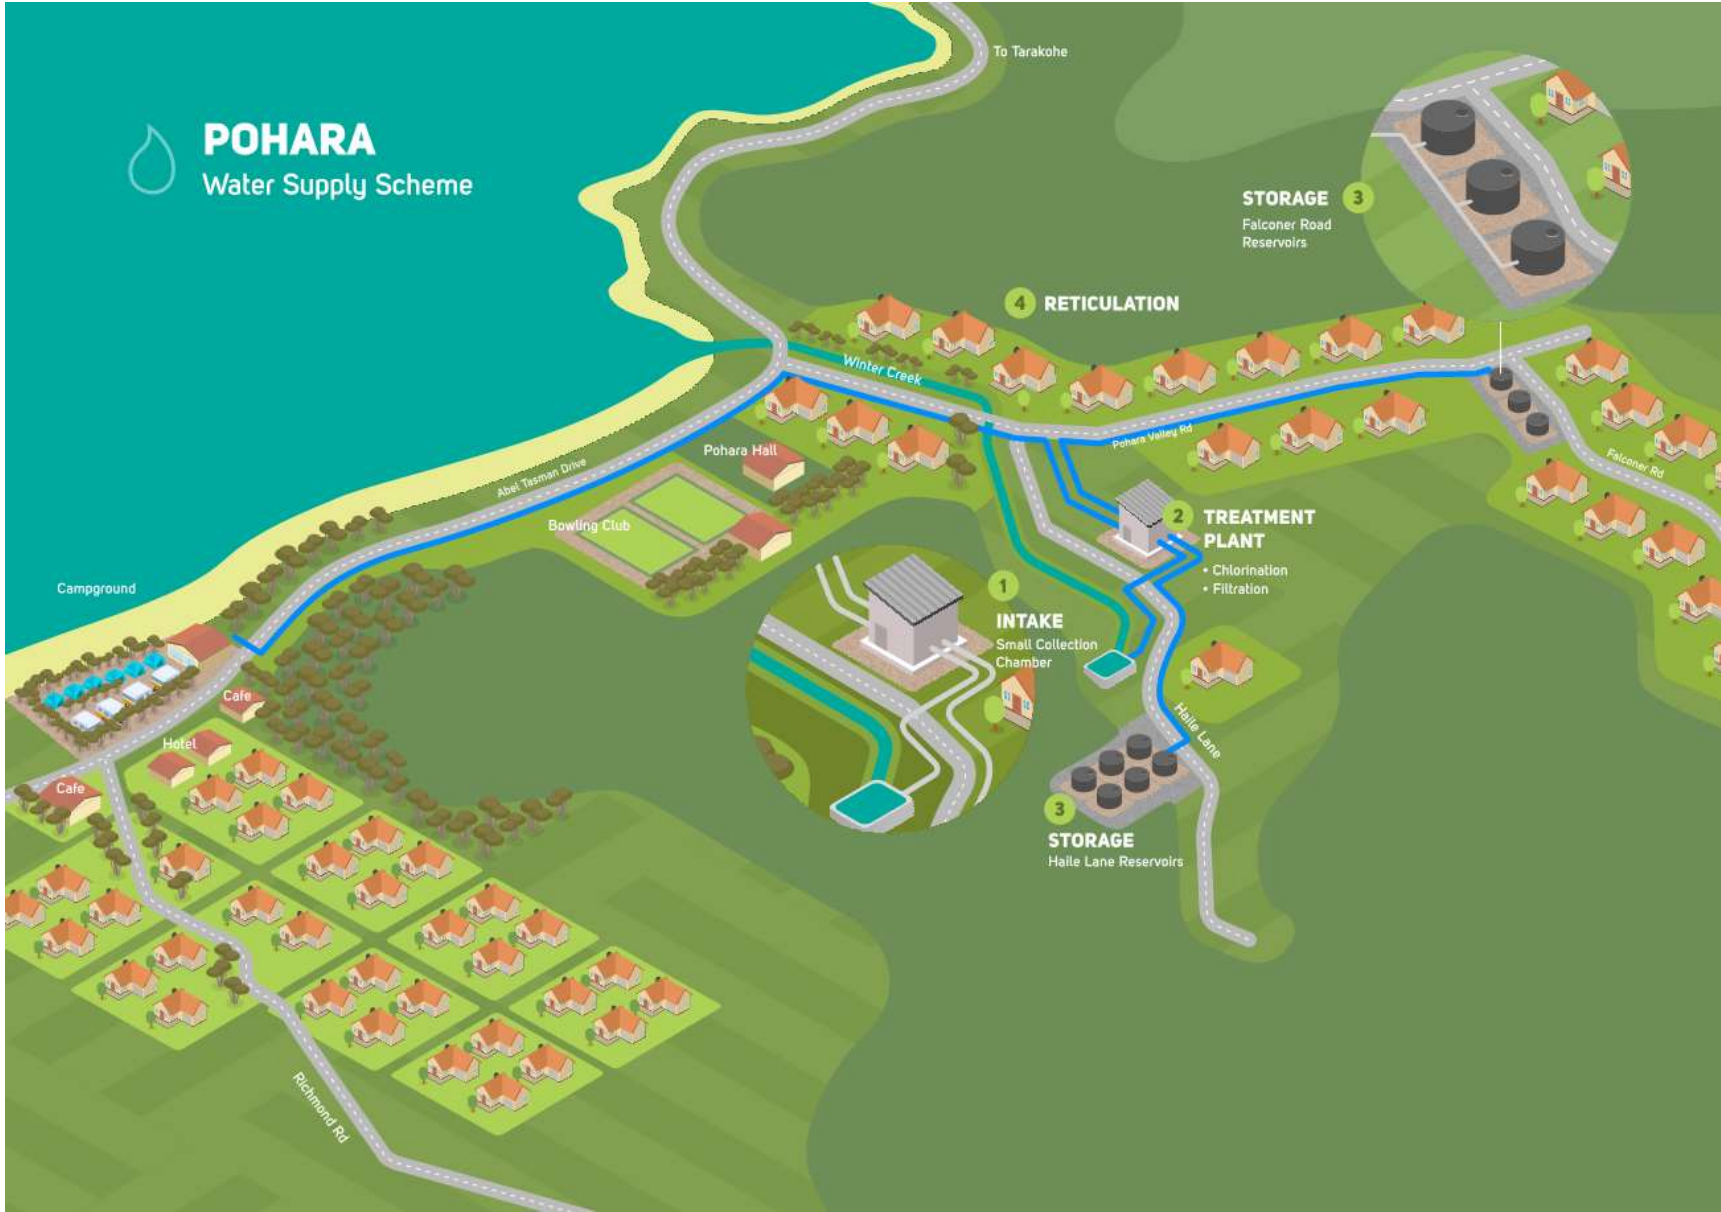 POHARA
Water Supply Scheme
To Tarakohe
STORAGE 3
Falconer Road
Reservoirs
4 RETICULATION
Winter Creek
Pohara Valley Rd
Falconer Rd
Pohara Hall
Abel Tasman Drive
Bowling Club
2 TREATMENT
PLANT
• Chlorination
• Filtration
Campground
1
INTAKE
Small Collection
Chamber
Cafe
Haile Lane
Hotel
Cafe
3
STORAGE
Haile Lane Reservoirs
Richmond Rd